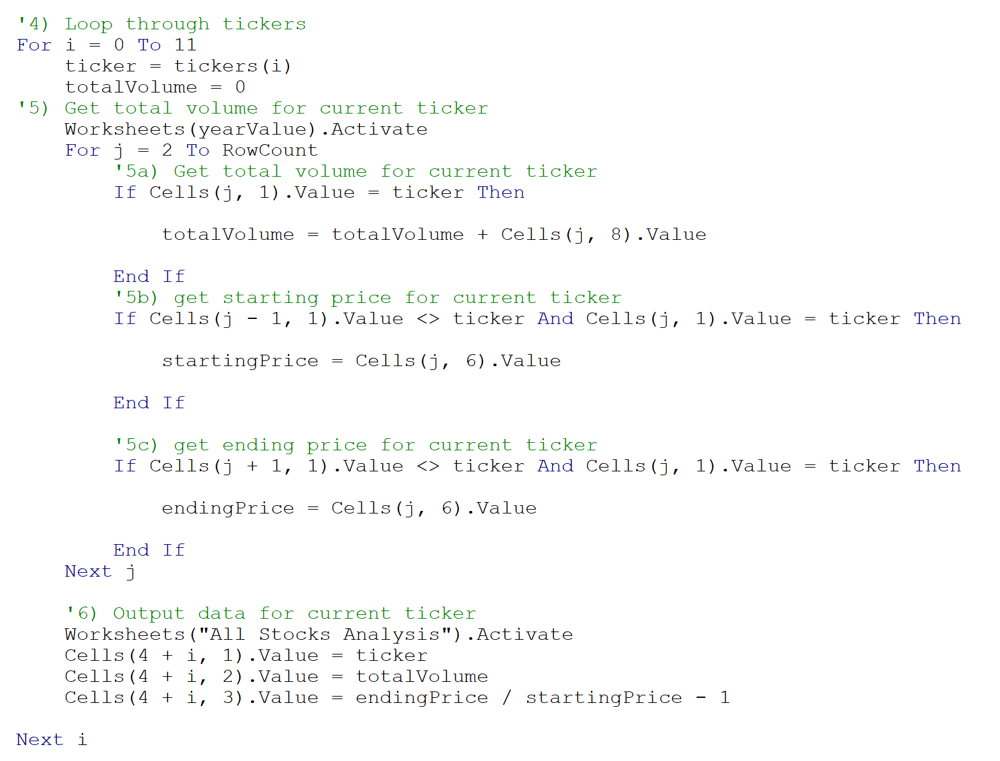 '4) Loop through tickers
For i = 0 To 11
    ticker = tickers(i)
    totalVolume = 0
'5) Get total volume for current ticker
    Worksheets(yearValue).Activate
    For j = 2 To RowCount
        '5a) Get total volume for current ticker
        If Cells(j, 1).Value = ticker Then
            totalVolume = totalVolume + Cells(j, 8).Value
        End If
        '5b) get starting price for current ticker
        If Cells(j - 1, 1).Value <> ticker And Cells(j, 1).Value = ticker Then
            startingPrice = Cells(j, 6).Value
        End If
        '5c) get ending price for current ticker
        If Cells(j + 1, 1).Value <> ticker And Cells(j, 1).Value = ticker Then
            endingPrice = Cells(j, 6).Value
        End If
    Next j
    '6) Output data for current ticker
    Worksheets("All Stocks Analysis").Activate
    Cells(4 + i, 1).Value = ticker
    Cells(4 + i, 2).Value = totalVolume
    Cells(4 + i, 3).Value = endingPrice / startingPrice - 1
Next i